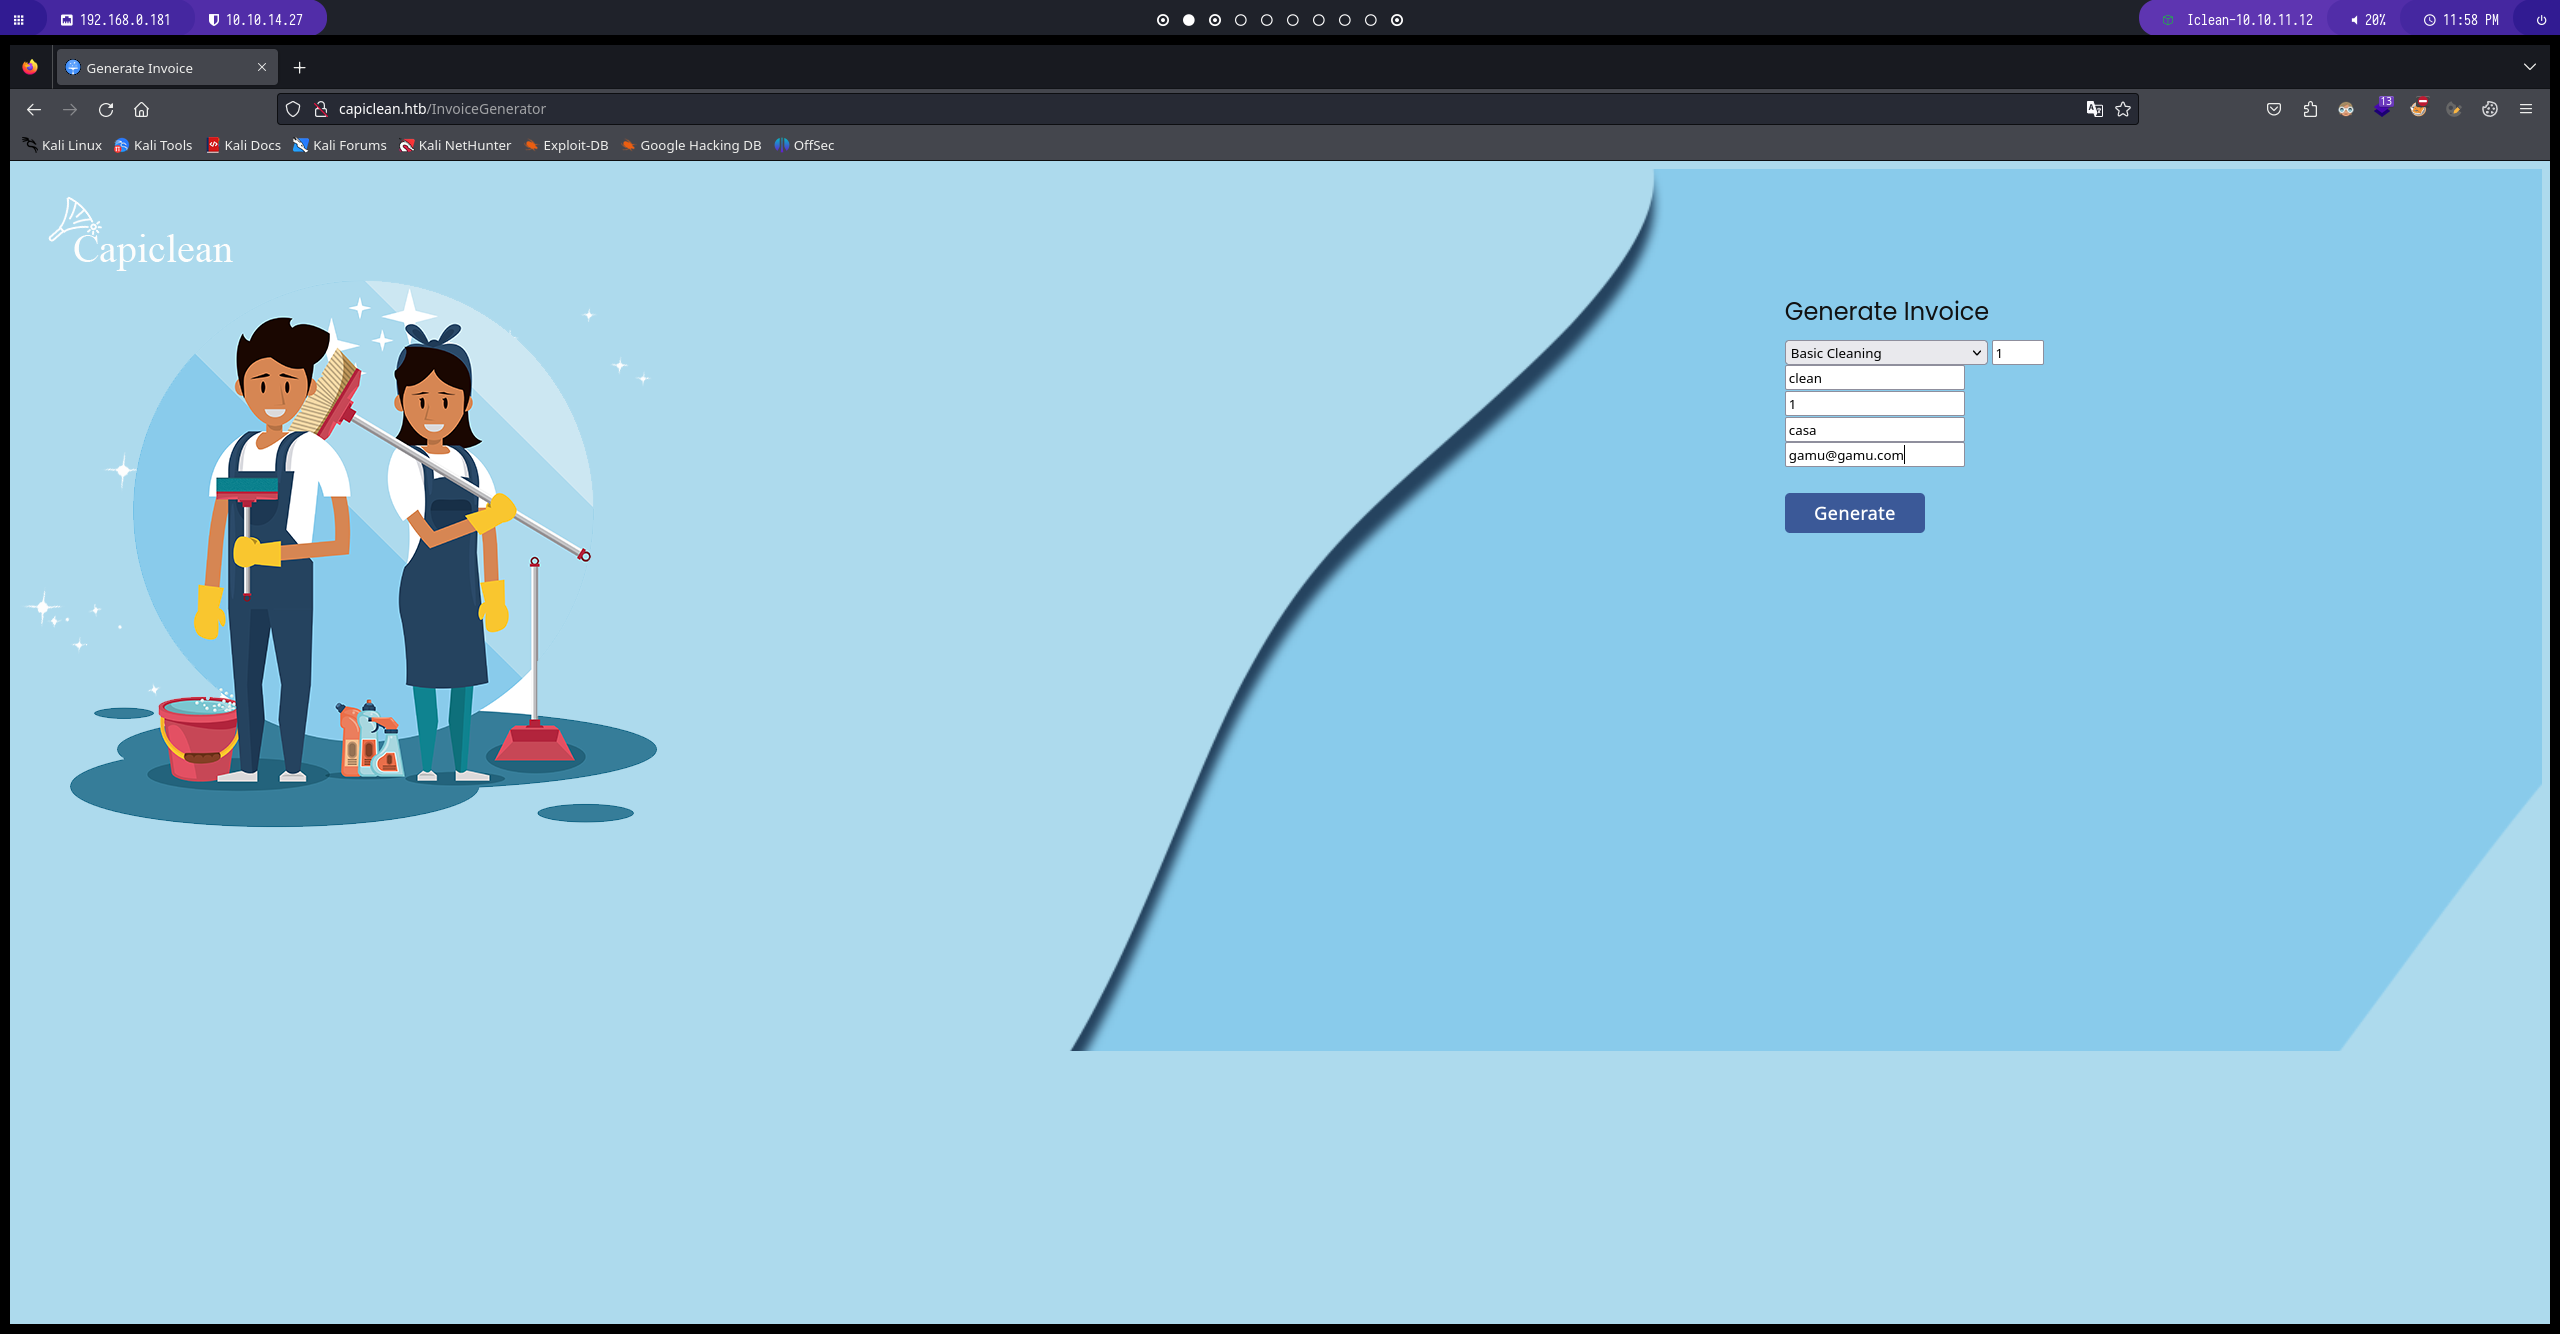 192.168.0.181 10.10.14.27 Iclean-10.10.11.12 20% 11:58 PM
Generate Invoice
capiclean.htb/InvoiceGenerator 13
Kali Linux Kali Tools Kali Docs Kali Forums Kali NetHunter Exploit-DB Google Hacking DB OffSec
Capiclean
Generate Invoice
Basic Cleaning 1
clean
1
casa
gamu@gamu.com
Generate